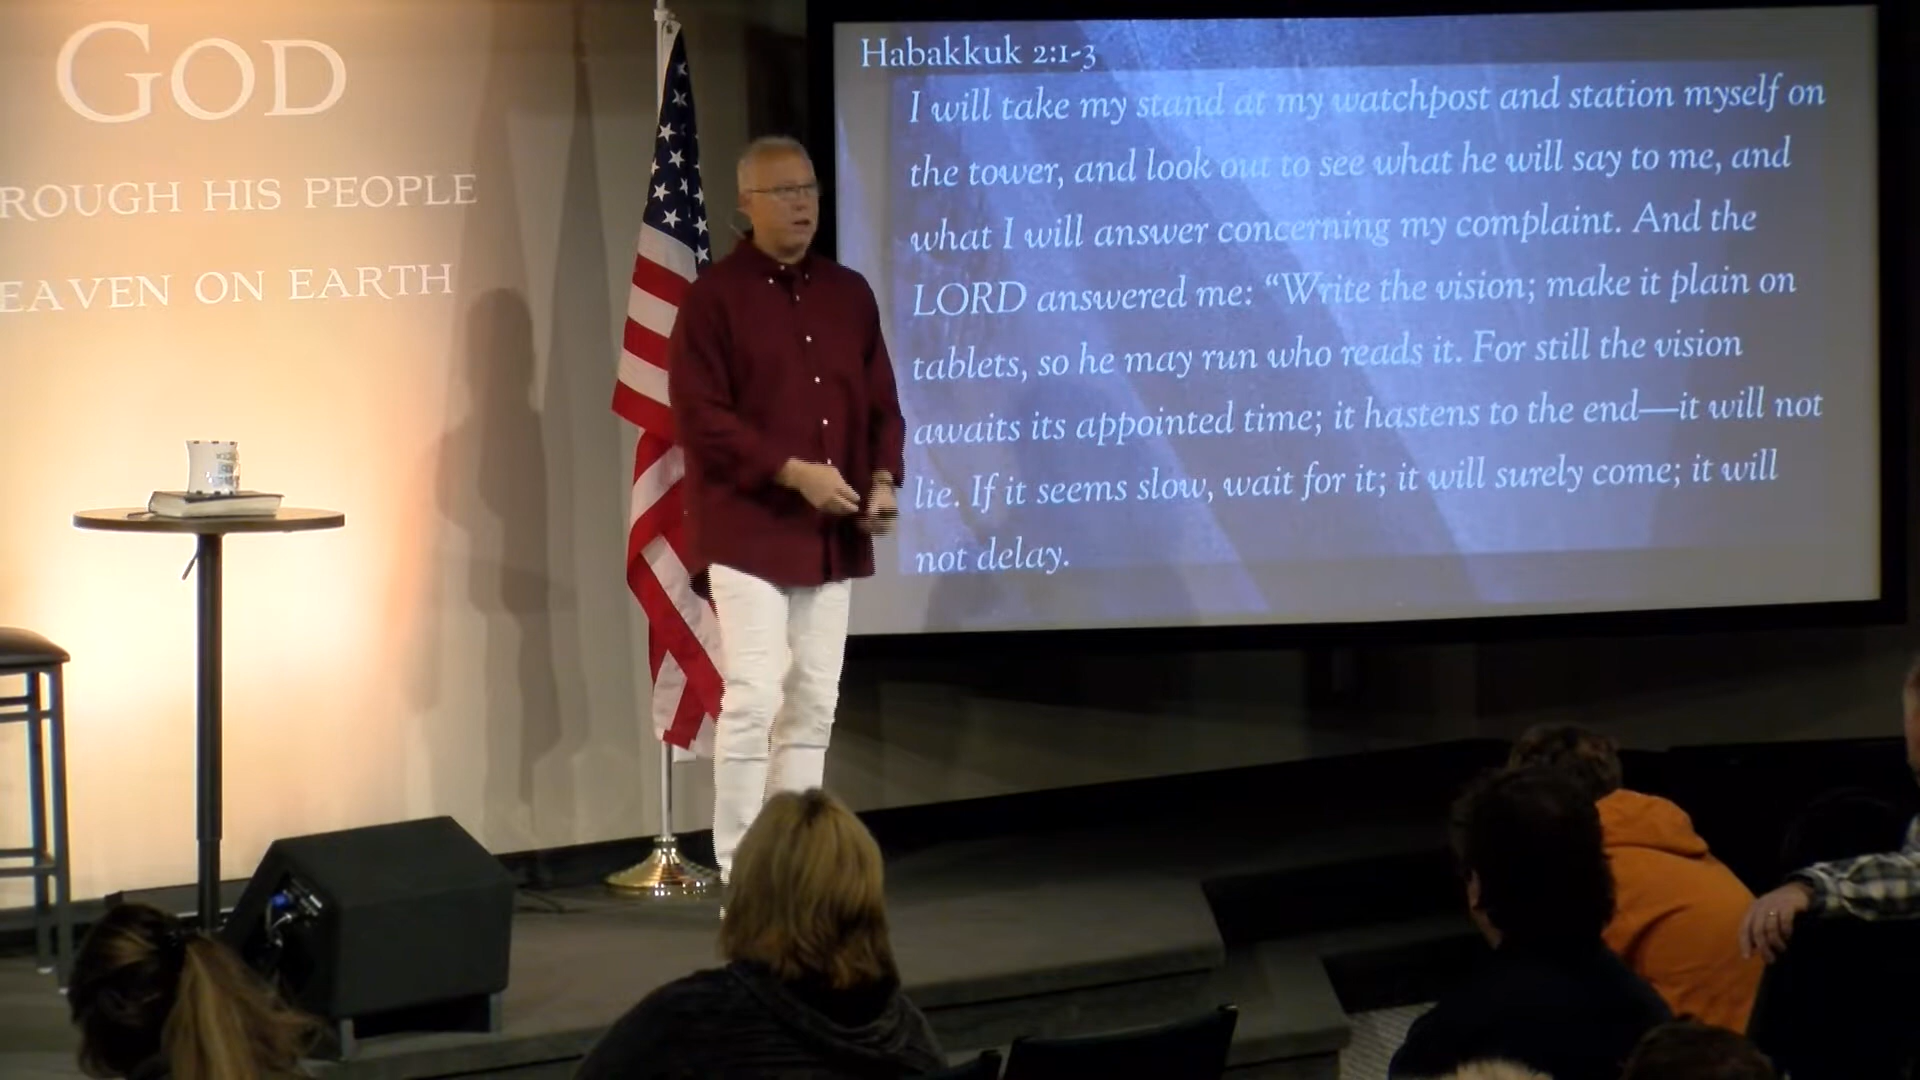 GOD
ROUGH HIS PEOPLE
EAVEN ON EARTH
Habakkuk 2:1-3
I will take my stand at my watchpost and station myself on
the tower, and look out to see what he will say to me, and
what I will answer concerning my complaint. And the
LORD answered me: “Write the vision; make it plain on
tablets, so he may run who reads it. For still the vision
awaits its appointed time; it hastens to the end—it will not
lie. If it seems slow, wait for it; it will surely come; it will
not delay.